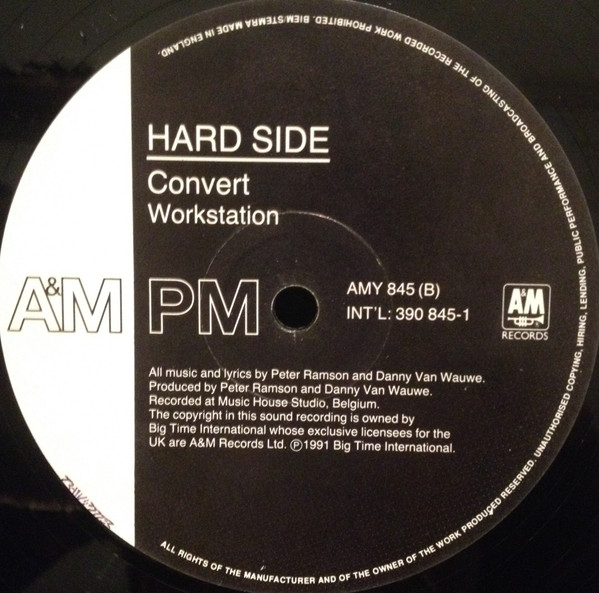 HARD SIDE
Convert
Workstation
A&M PM
AMY 845 (B)
INT'L: 390 845-1
A&M
RECORDS
All music and lyrics by Peter Ramson and Danny Van Wauwe.
Produced by Peter Ramson and Danny Van Wauwe.
Recorded at Music House Studio, Belgium.
The copyright in this sound recording is owned by
Big Time International whose exclusive licensees for the
UK are A&M Records Ltd. ℗1991 Big Time International.
ALL RIGHTS OF THE MANUFACTURER AND OF THE OWNER OF THE WORK PRODUCED RESERVED. UNAUTHORISED COPYING, HIRING, LENDING, PUBLIC PERFORMANCE AND BROADCASTING OF THE RECORDED WORK PROHIBITED. BIEM/STEMRA MADE IN ENGLAND.